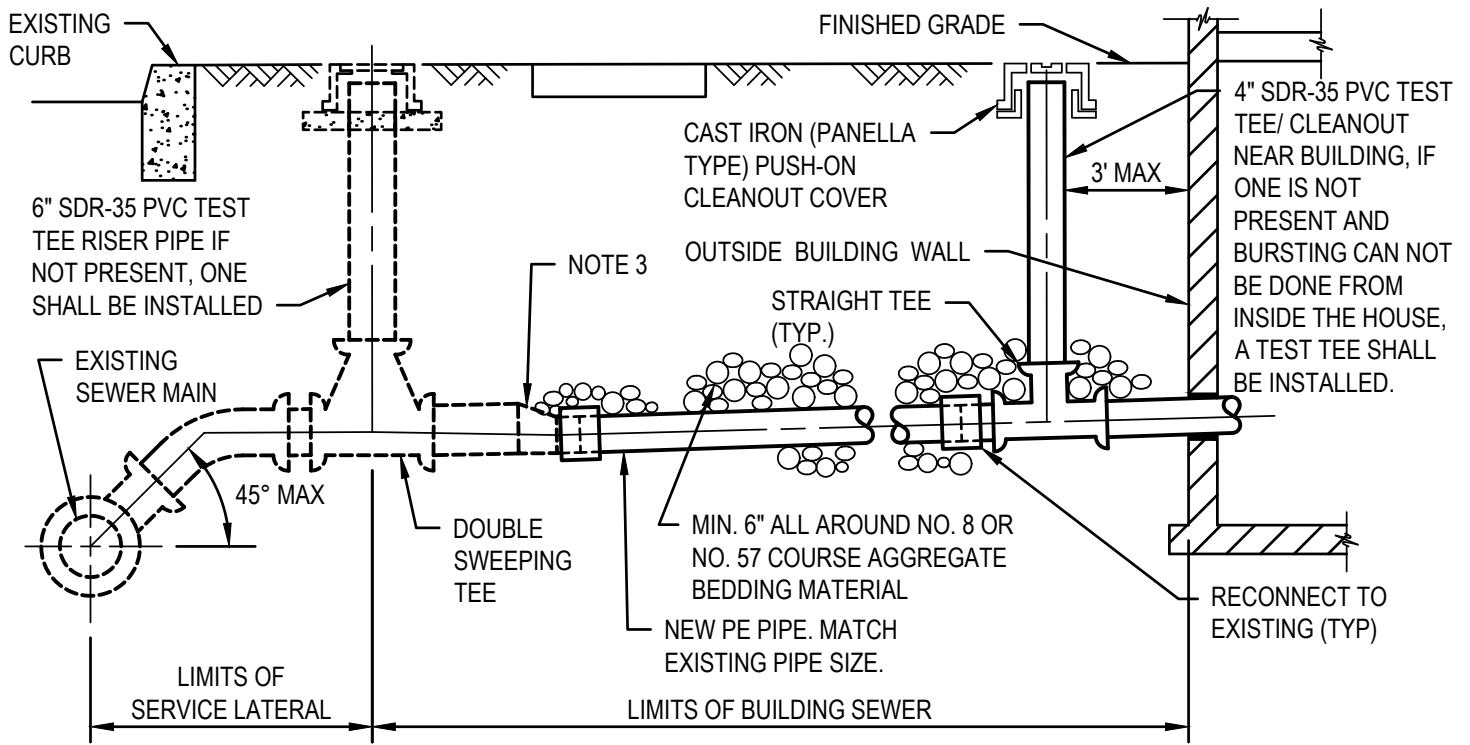 EXISTING
CURB
FINISHED GRADE
4" SDR-35 PVC TEST
TEE/ CLEANOUT
NEAR BUILDING, IF
ONE IS NOT
PRESENT AND
BURSTING CAN NOT
BE DONE FROM
INSIDE THE HOUSE,
A TEST TEE SHALL
BE INSTALLED.
CAST IRON (PANELLA
TYPE) PUSH-ON
CLEANOUT COVER
3' MAX
6" SDR-35 PVC TEST
TEE RISER PIPE IF
NOT PRESENT, ONE
SHALL BE INSTALLED
NOTE 3
OUTSIDE BUILDING WALL
STRAIGHT TEE
(TYP.)
EXISTING
SEWER MAIN
45° MAX
DOUBLE
SWEEPING
TEE
MIN. 6" ALL AROUND NO. 8 OR
NO. 57 COURSE AGGREGATE
BEDDING MATERIAL
RECONNECT TO
EXISTING (TYP)
NEW PE PIPE. MATCH
EXISTING PIPE SIZE.
LIMITS OF
SERVICE LATERAL
LIMITS OF BUILDING SEWER